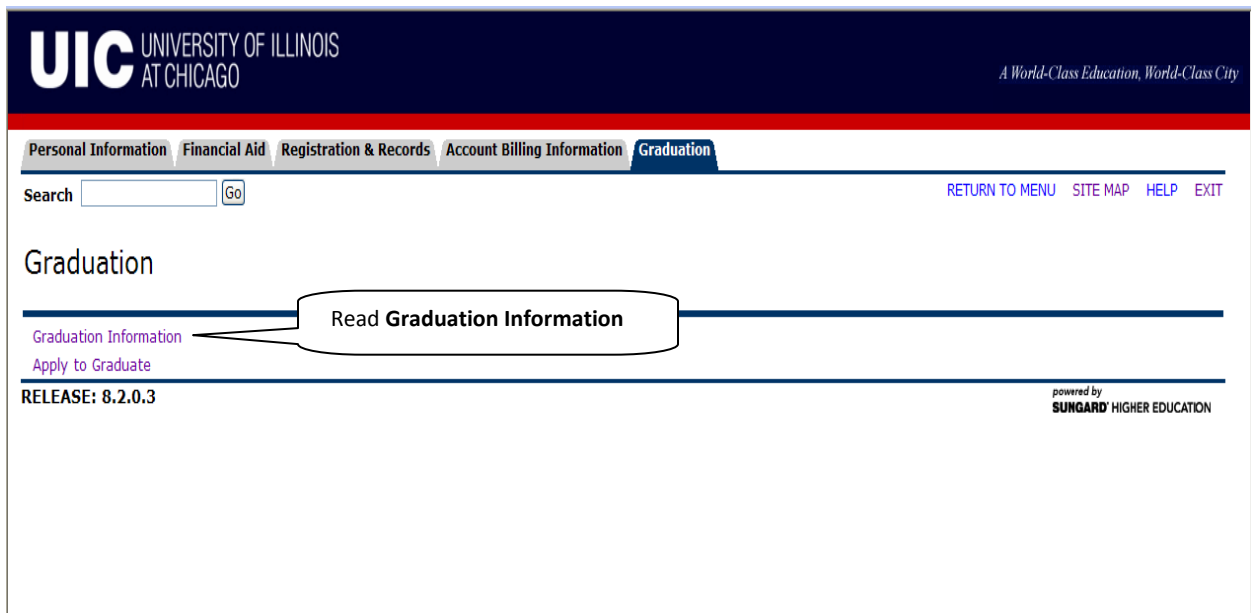 UIC UNIVERSITY OF ILLINOIS
AT CHICAGO
A World-Class Education, World-Class City
Personal Information Financial Aid Registration & Records Account Billing Information Graduation
Search Go RETURN TO MENU SITE MAP HELP EXIT
Graduation
Read Graduation Information
Graduation Information
Apply to Graduate
RELEASE: 8.2.0.3
powered by
SUNGARD' HIGHER EDUCATION